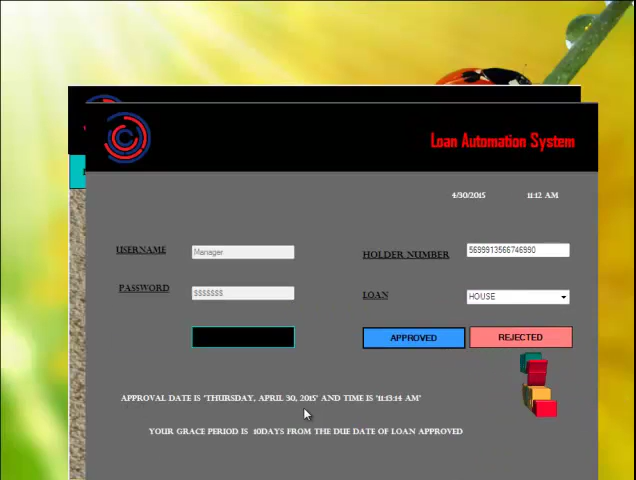 Loan Automation System
4/30/2015 11:12 AM
USERNAME Manager HOLDER NUMBER 5699913566746990
PASSWORD $$$$$$$ LOAN HOUSE
APPROVED REJECTED
APPROVAL DATE IS 'THURSDAY, APRIL 30, 2015' AND TIME IS '11:13:14 AM'
YOUR GRACE PERIOD IS 10DAYS FROM THE DUE DATE OF LOAN APPROVED